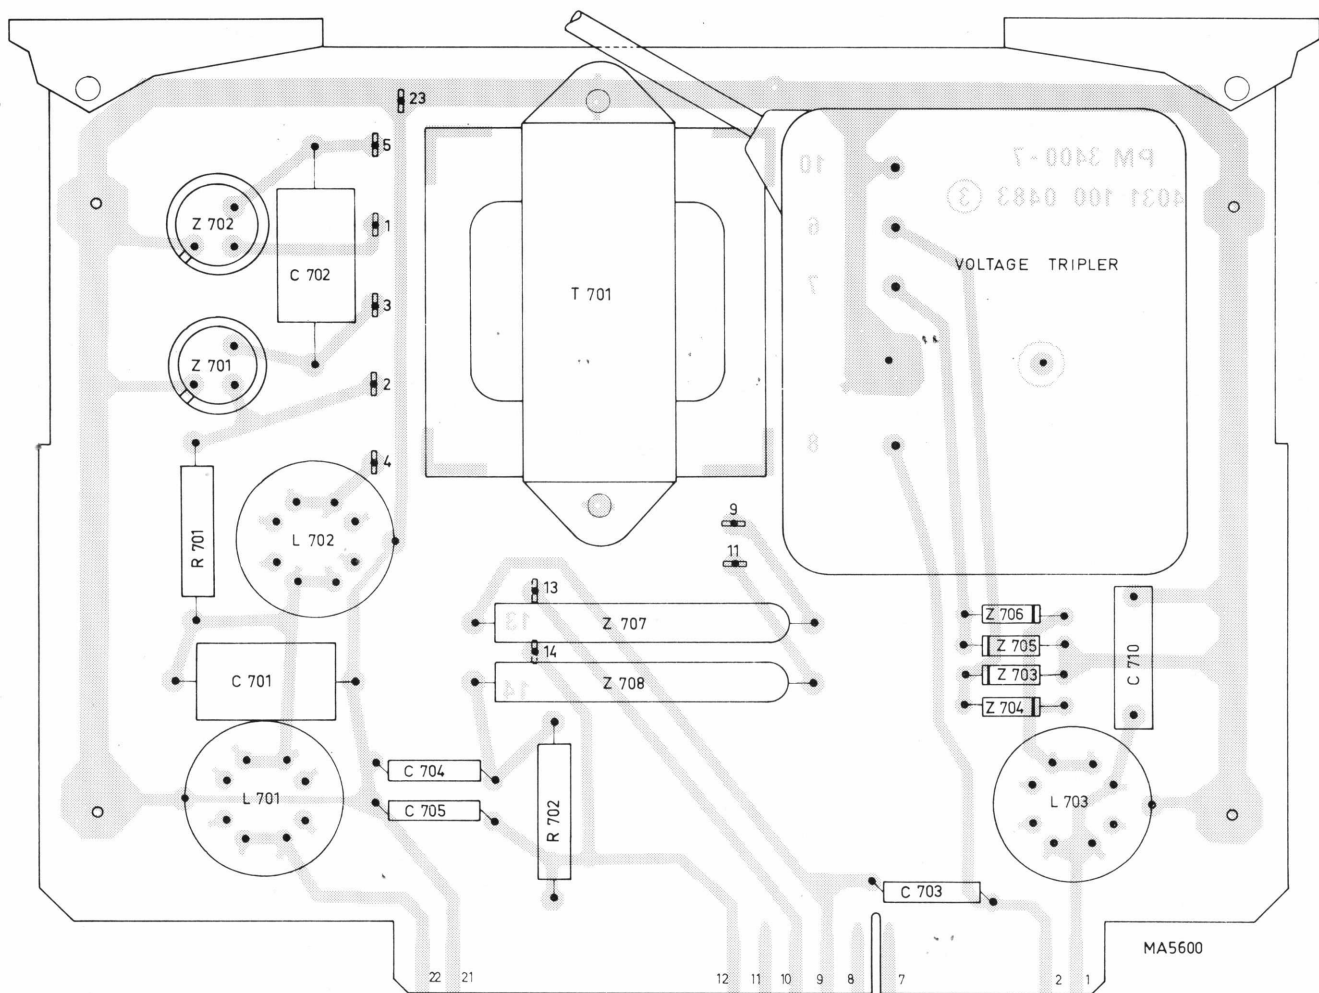 23
5
10
PM 3400-7
4031 100 0483 3
Z 702
1
6
C 702
VOLTAGE TRIPLER
T 701
7
3
Z 701
2
8
4
9
R 701
L 702
11
13
13
Z 707
Z 706
14
Z 705
C 710
C 701
14
Z 708
Z 703
Z 704
C 704
L 701
C 705
R 702
L 703
C 703
MA5600
22 21 12 11 10 9 8 7 2 1